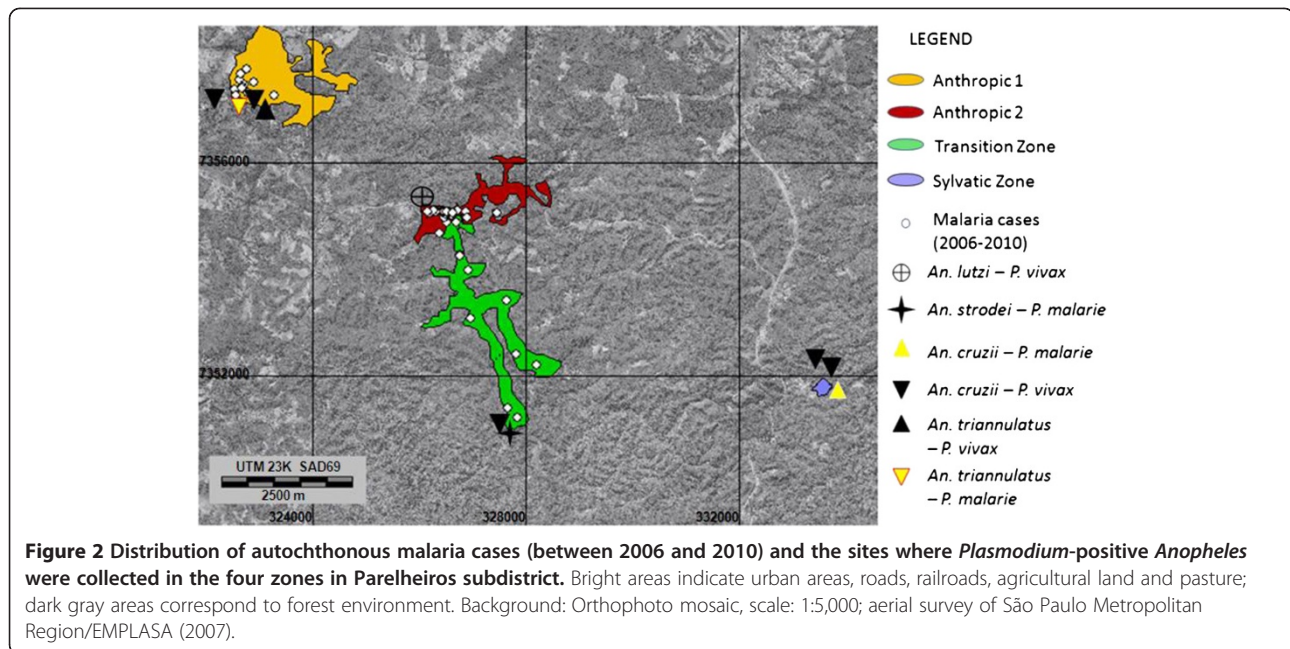 LEGEND
Anthropic 1
Anthropic 2
Transition Zone
Sylvatic Zone
Malaria cases
(2006-2010)
An. lutzi – P. vivax
An. strodei – P. malarie
An. cruzii – P. malarie
An. cruzii – P. vivax
An. triannulatus
– P. vivax
An. triannulatus
– P. malarie
7356000
7352000
UTM 23K SAD69
2500 m
324000
328000
332000
Figure 2 Distribution of autochthonous malaria cases (between 2006 and 2010) and the sites where Plasmodium-positive Anopheles
were collected in the four zones in Parelheiros subdistrict. Bright areas indicate urban areas, roads, railroads, agricultural land and pasture;
dark gray areas correspond to forest environment. Background: Orthophoto mosaic, scale: 1:5,000; aerial survey of São Paulo Metropolitan
Region/EMPLASA (2007).